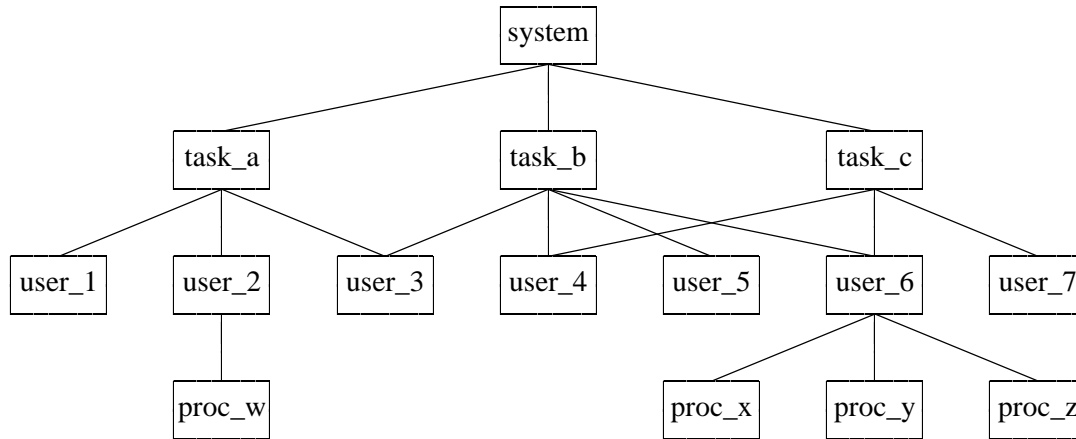 system
task_a task_b task_c
user_1 user_2 user_3 user_4 user_5 user_6 user_7
proc_w proc_x proc_y proc_z